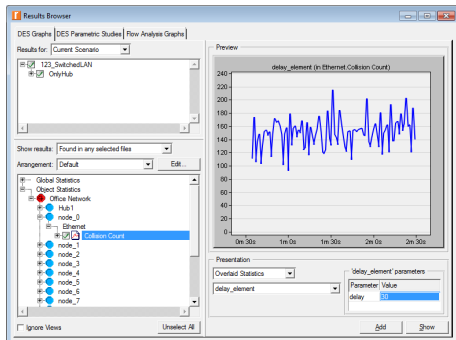 Results Browser
DES Graphs DES Parametric Studies Flow Analysis Graphs
Results for: Current Scenario
123_SwitchedLAN
OnlyHub
Show results: Found in any selected files
Arrangement: Default Edit...
Global Statistics
Object Statistics
Office Network
Hub1
node_0
Ethernet
Collision Count
node_1
node_2
node_3
node_4
node_5
node_6
node_7
Ignore Views Unselect All
Preview
delay_element (in Ethernet.Collision Count)
240
220
200
180
160
140
120
100
80
60
40
20
0
0m 30s 1m 0s 1m 30s 2m 0s 2m 30s
Presentation
Overlaid Statistics
delay_element
'delay_element' parameters
Parameter Value
delay 30
Add Show